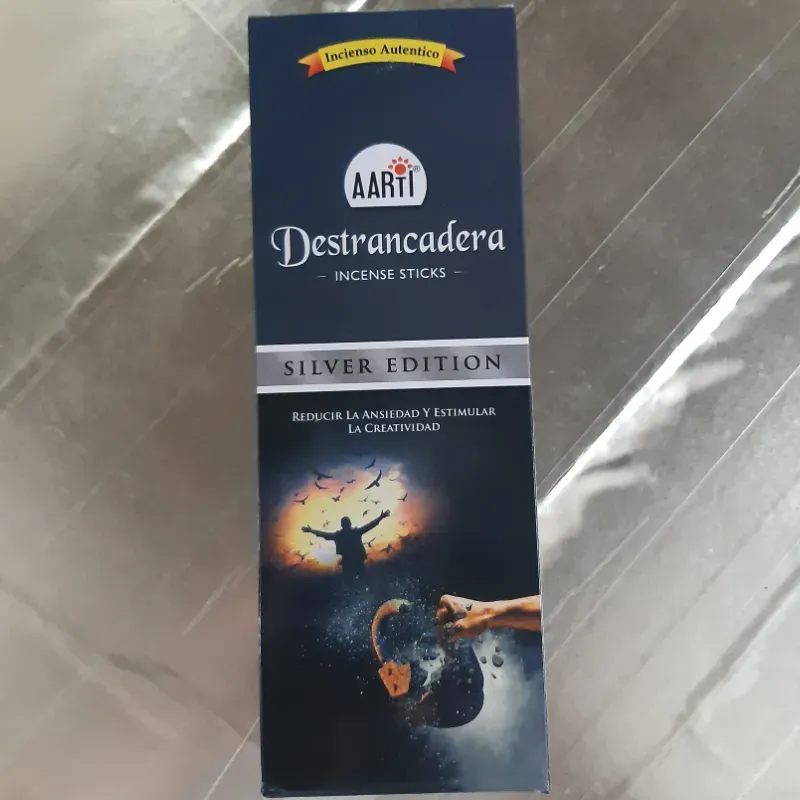 Incienso Autentico
AARTI®
Destrancadera
INCENSE STICKS
SILVER EDITION
REDUCIR LA ANSIEDAD Y ESTIMULAR
LA CREATIVIDAD